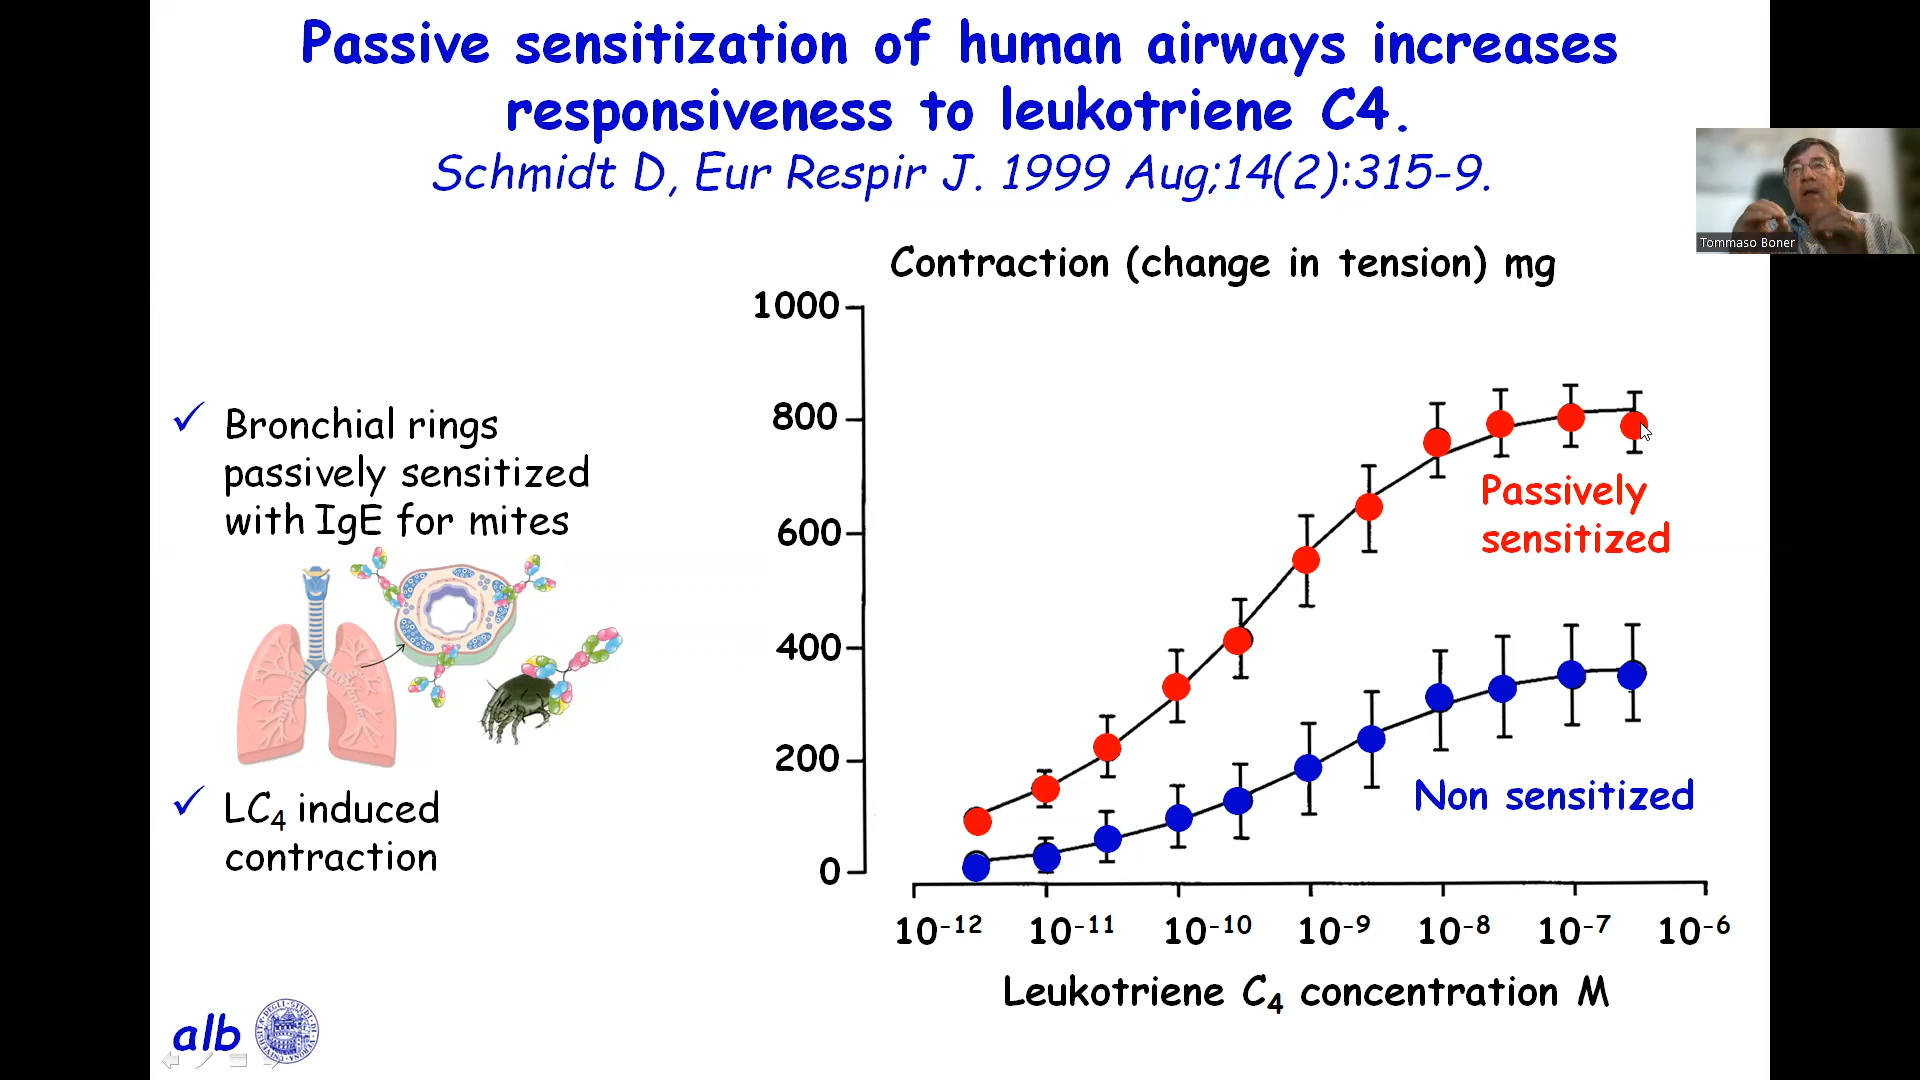 Passive sensitization of human airways increases
responsiveness to leukotriene C4.
Schmidt D, Eur Respir J. 1999 Aug;14(2):315-9.
Tommaso Boner
Contraction (change in tension) mg
1000
800
600
400
200
0
✓ Bronchial rings
passively sensitized
with IgE for mites
✓ LC₄ induced
contraction
Passively
sensitized
Non sensitized
10⁻¹² 10⁻¹¹ 10⁻¹⁰ 10⁻⁹ 10⁻⁸ 10⁻⁷ 10⁻⁶
Leukotriene C₄ concentration M
alb